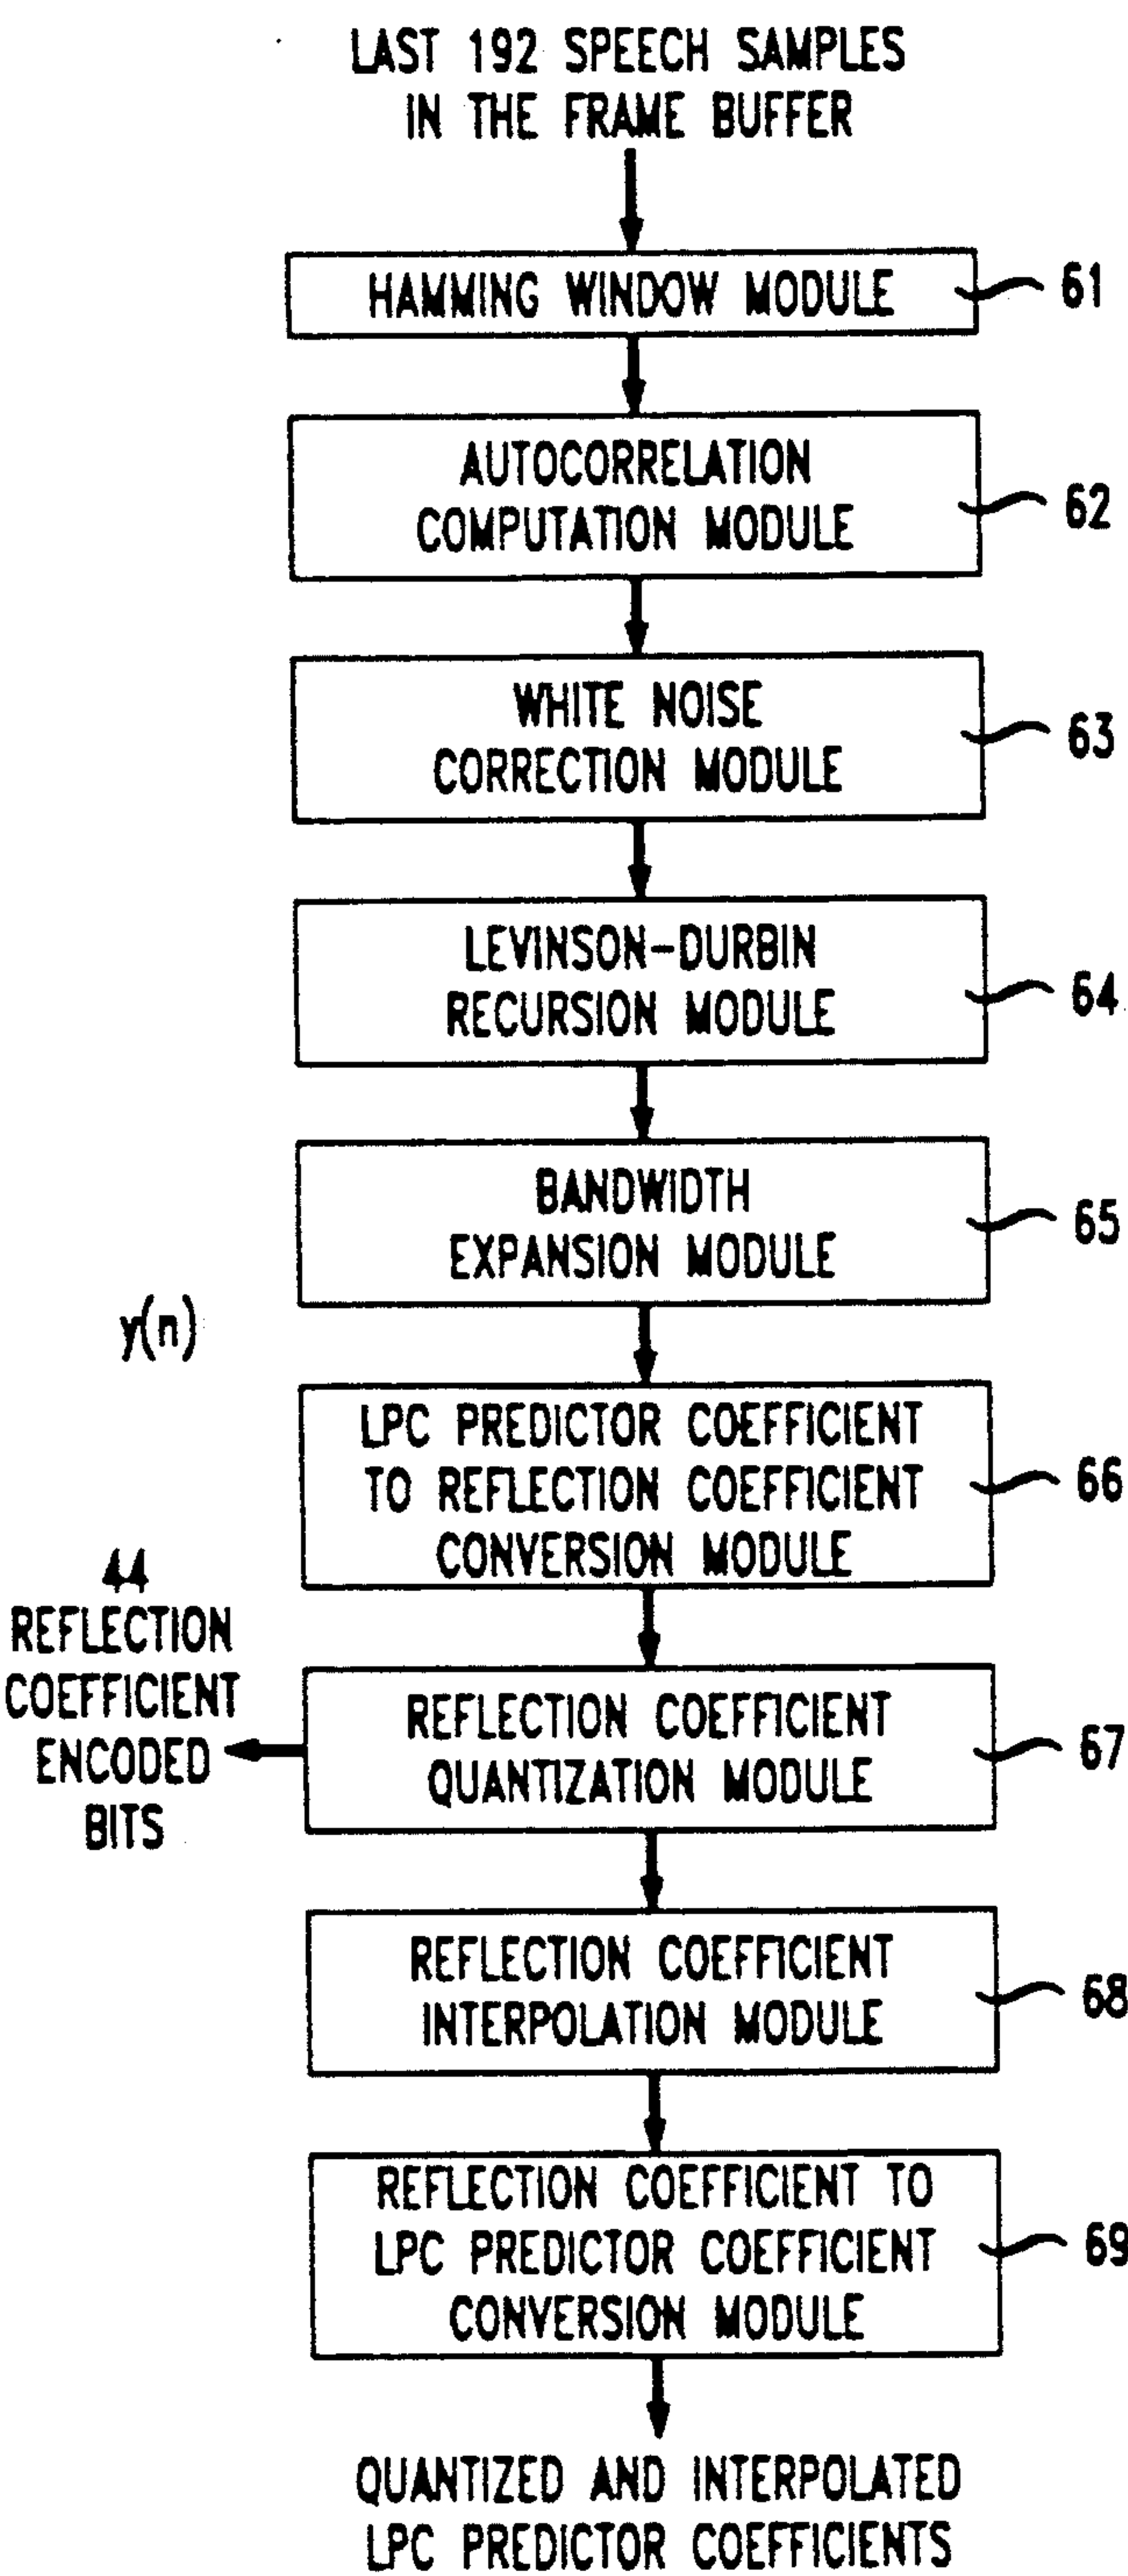 LAST 192 SPEECH SAMPLES
IN THE FRAME BUFFER
HAMMING WINDOW MODULE
61
AUTOCORRELATION
COMPUTATION MODULE
62
WHITE NOISE
CORRECTION MODULE
63
LEVINSON-DURBIN
RECURSION MODULE
64
BANDWIDTH
EXPANSION MODULE
65
y(n)
LPC PREDICTOR COEFFICIENT
TO REFLECTION COEFFICIENT
CONVERSION MODULE
66
44
REFLECTION
COEFFICIENT
ENCODED
BITS
REFLECTION COEFFICIENT
QUANTIZATION MODULE
67
REFLECTION COEFFICIENT
INTERPOLATION MODULE
68
REFLECTION COEFFICIENT TO
LPC PREDICTOR COEFFICIENT
CONVERSION MODULE
69
QUANTIZED AND INTERPOLATED
LPC PREDICTOR COEFFICIENTS